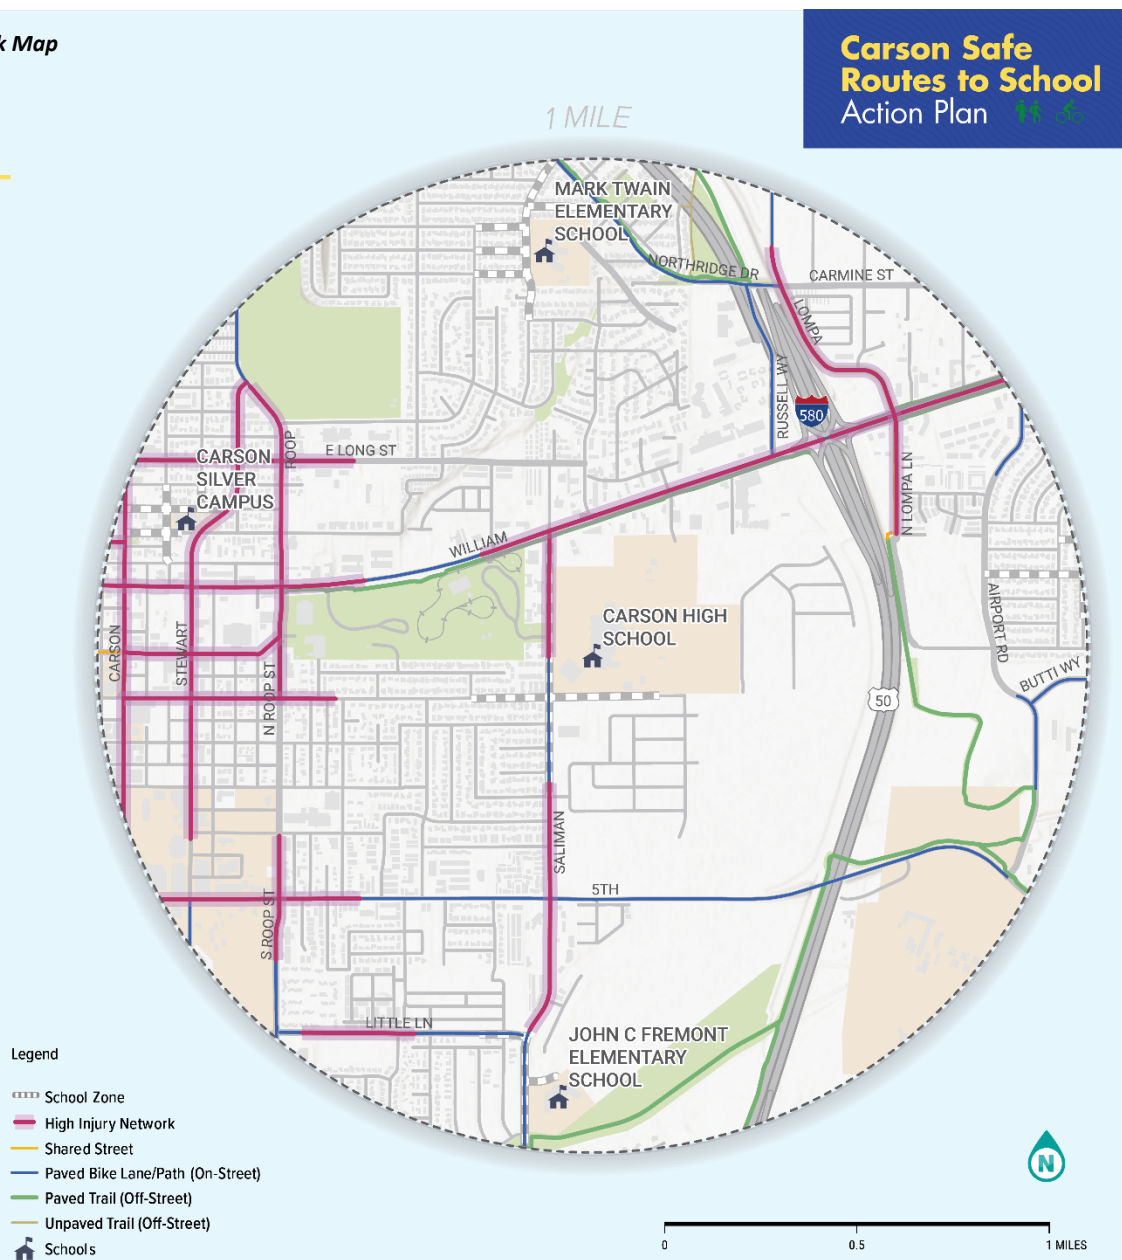 k Map
Carson Safe
Routes to School
Action Plan
1 MILE
MARK TWAIN
ELEMENTARY
SCHOOL
NORTHRIDGE DR
CARMINE ST
LOMPA
RUSSELL WY
580
ROOP
E LONG ST
CARSON
SILVER
CAMPUS
N LOMPA LN
WILLIAM
CARSON HIGH
SCHOOL
AIRPORT RD
CARSON
STEWART
N ROOP ST
BUTTI WY
50
SALIMAN
5TH
S ROOP ST
LITTLE LN
JOHN C FREMONT
ELEMENTARY
SCHOOL
Legend
School Zone
High Injury Network
Shared Street
Paved Bike Lane/Path (On-Street)
Paved Trail (Off-Street)
Unpaved Trail (Off-Street)
Schools
N
0 0.5 1 MILES